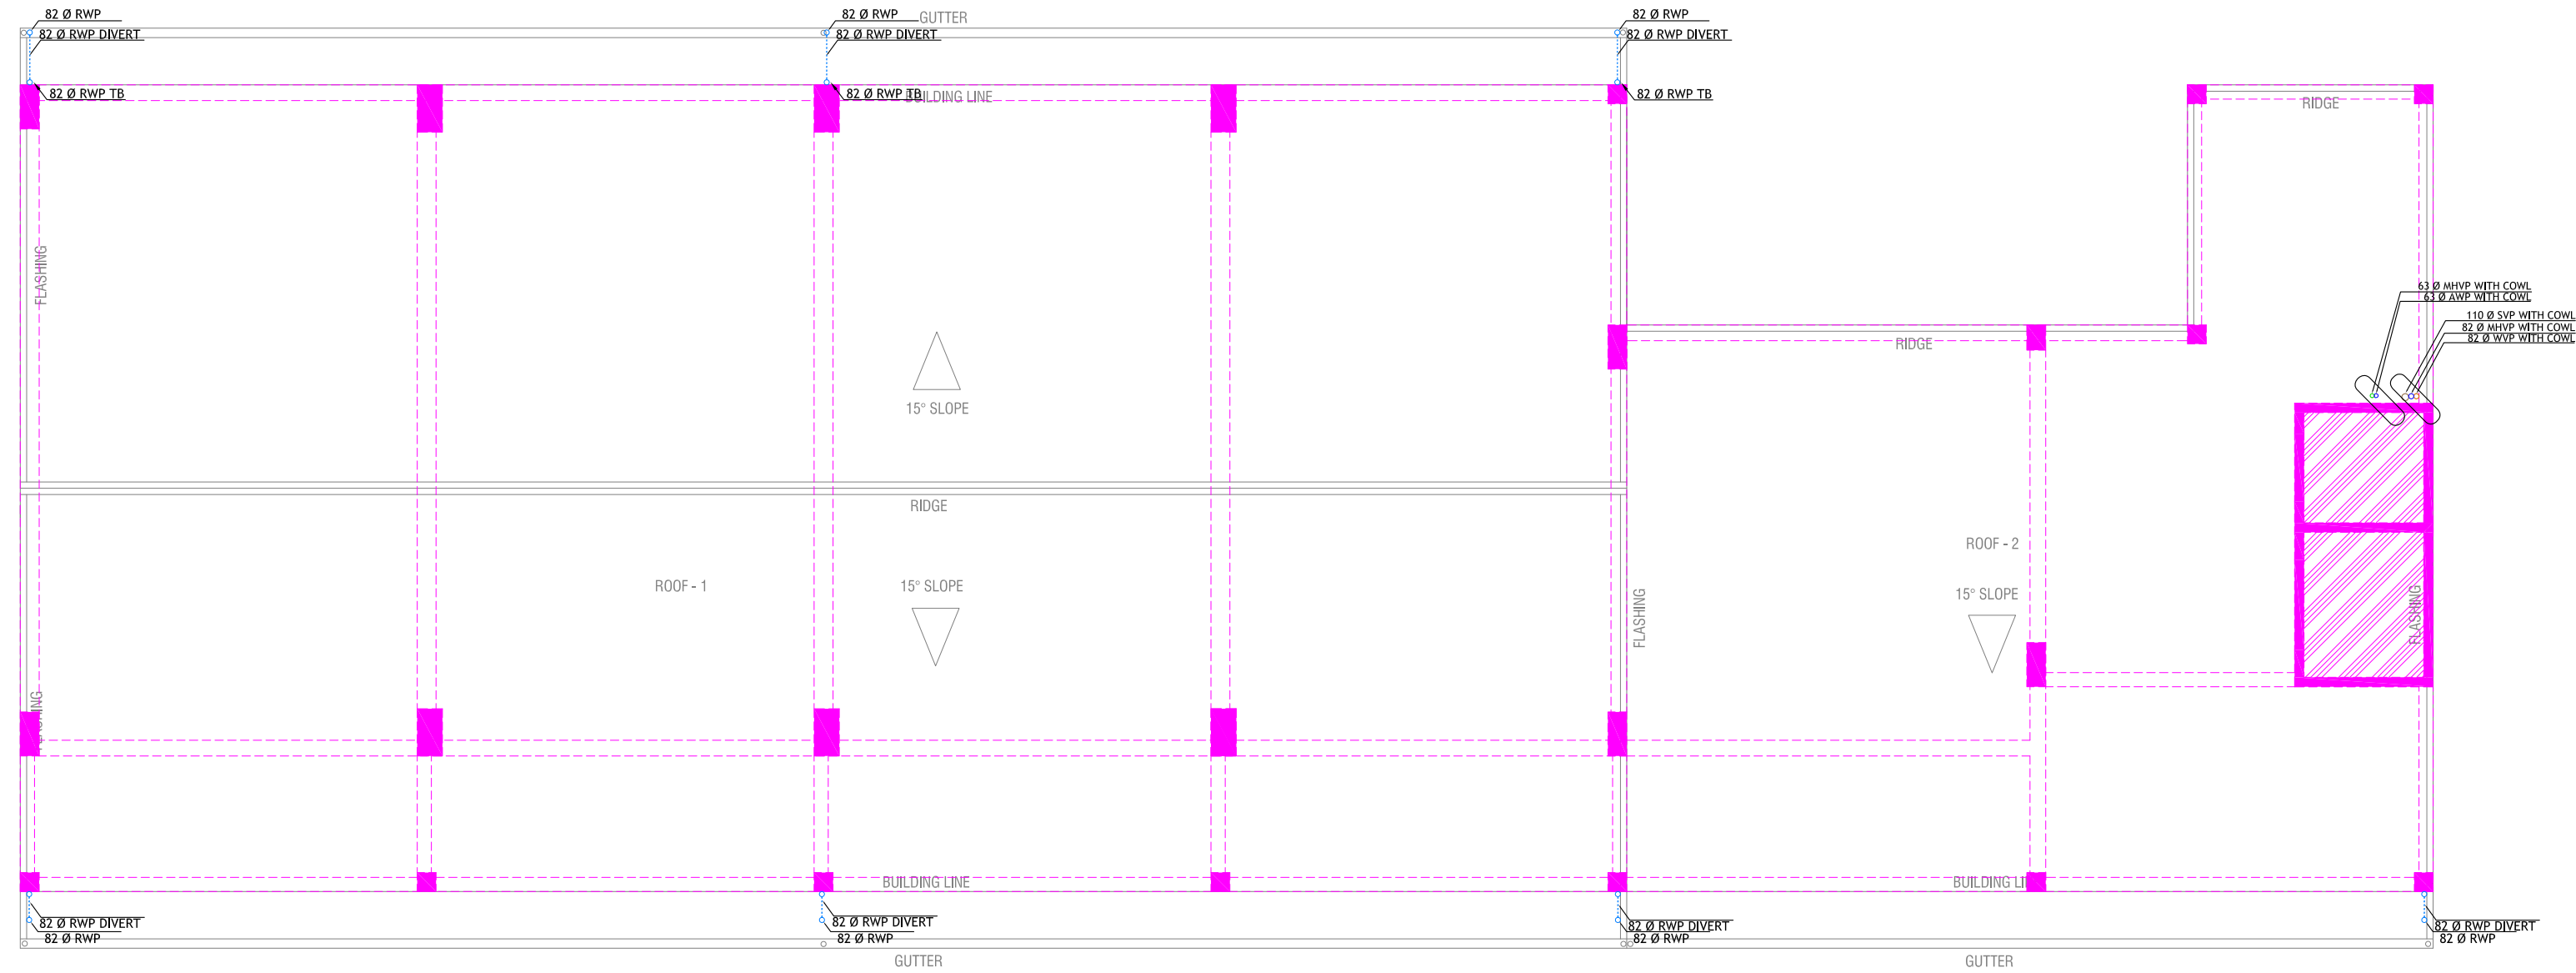 82 Ø RWP
82 Ø RWP
GUTTER
82 Ø RWP
82 Ø RWP DIVERT
82 Ø RWP DIVERT
82 Ø RWP DIVERT
82 Ø RWP TB
82 Ø RWP TB
BUILDING LINE
82 Ø RWP TB
RIDGE
FLASHING
63 Ø MHVP WITH COWL
63 Ø AWP WITH COWL
110 Ø SVP WITH COWL
82 Ø MHVP WITH COWL
82 Ø WVP WITH COWL
RIDGE
15° SLOPE
RIDGE
ROOF - 2
ROOF - 1
15° SLOPE
15° SLOPE
FLASHING
FLASHING
BUILDING LINE
82 Ø RWP DIVERT
82 Ø RWP
82 Ø RWP DIVERT
82 Ø RWP
82 Ø RWP DIVERT
82 Ø RWP
82 Ø RWP DIVERT
82 Ø RWP
GUTTER
GUTTER